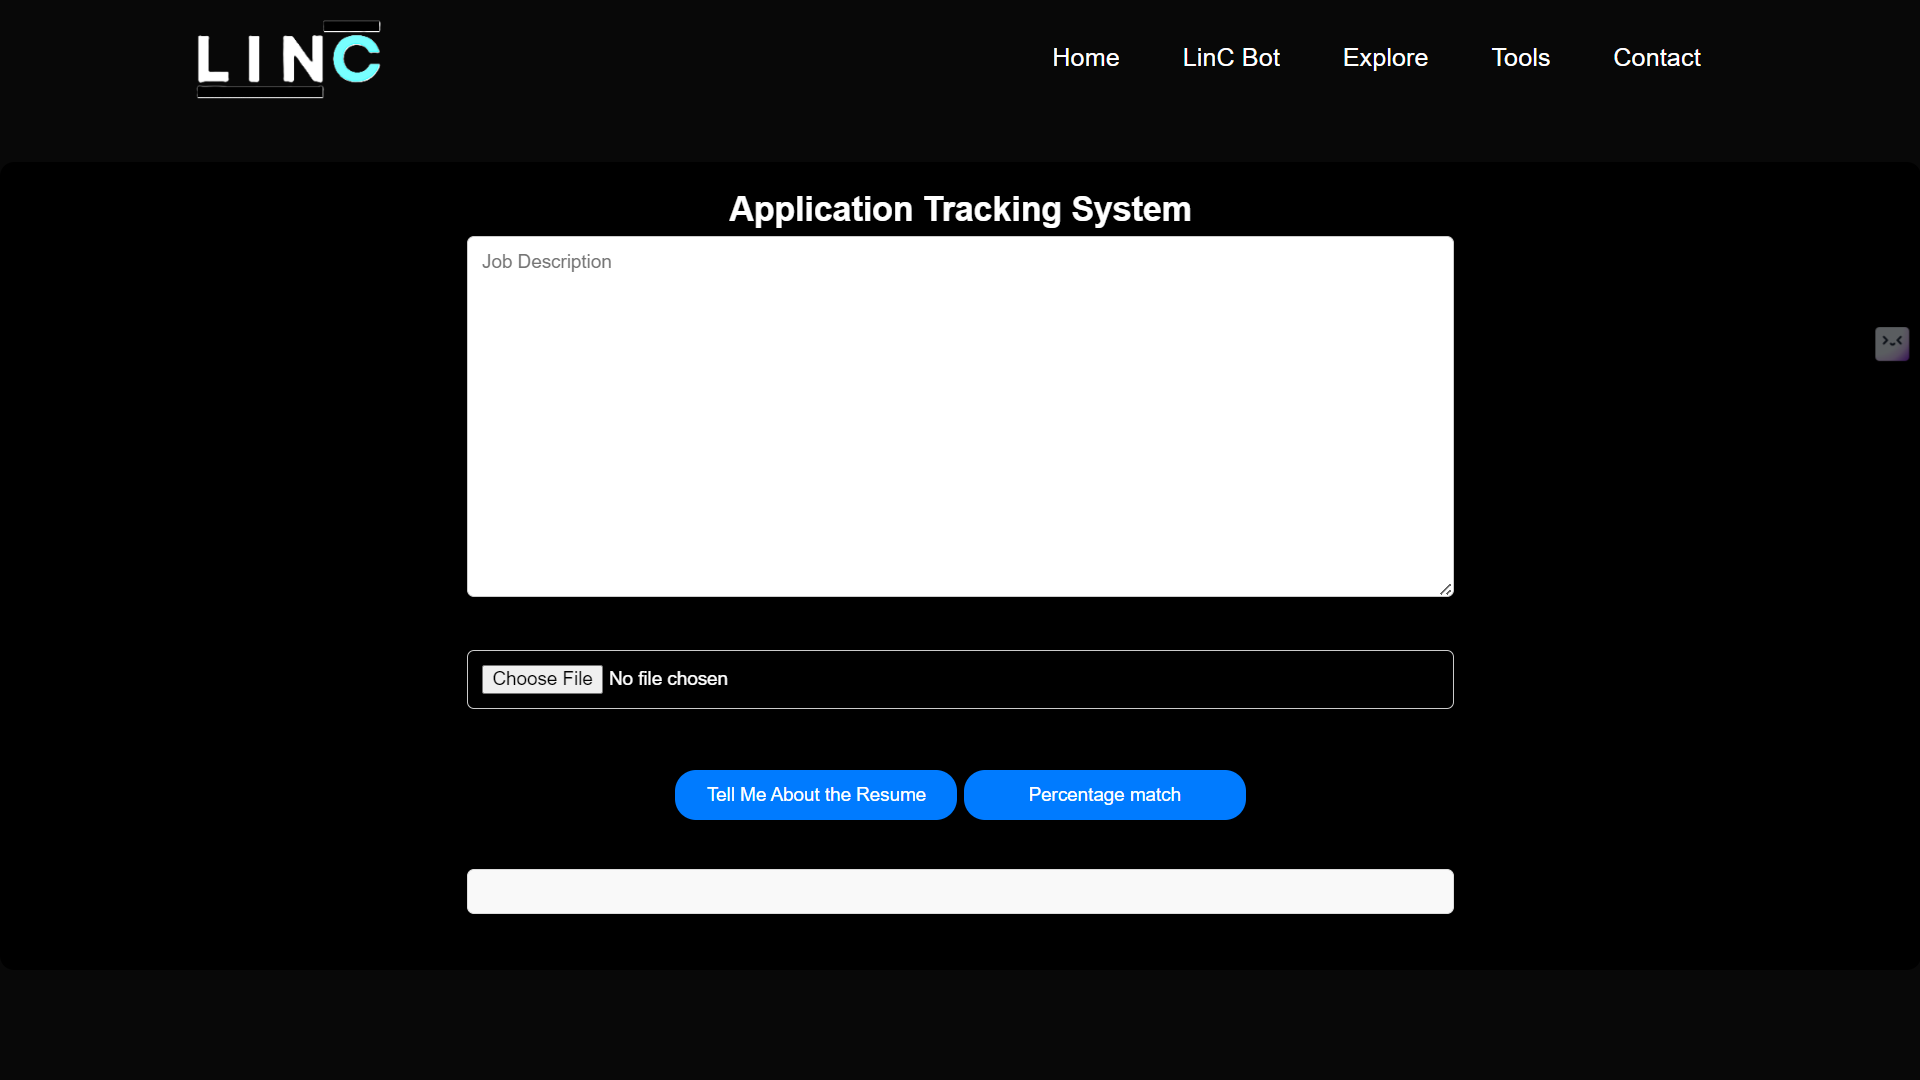 LINC
Home LinC Bot Explore Tools Contact
Application Tracking System
Job Description
Choose File No file chosen
Tell Me About the Resume Percentage match